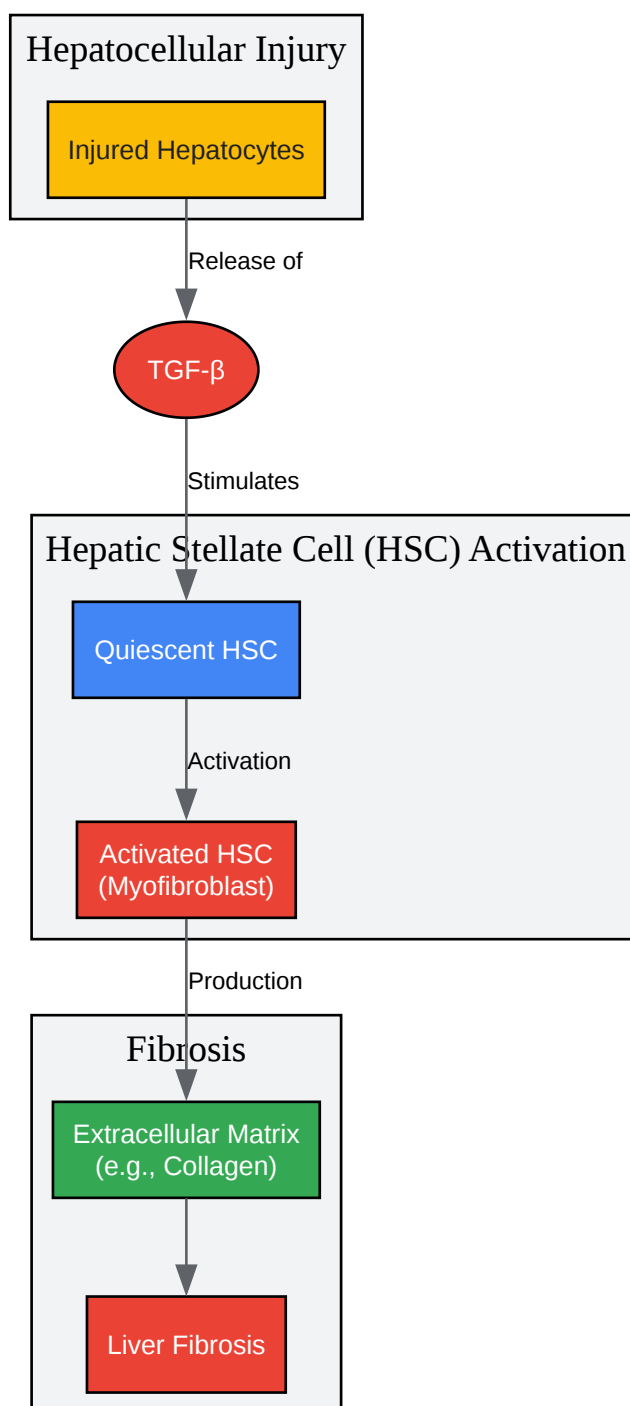 Hepatocellular Injury
Injured Hepatocytes
Release of
TGF-β
Stimulates
Hepatic Stellate Cell (HSC) Activation
Quiescent HSC
Activation
Activated HSC
(Myofibroblast)
Production
Fibrosis
Extracellular Matrix
(e.g., Collagen)
Liver Fibrosis